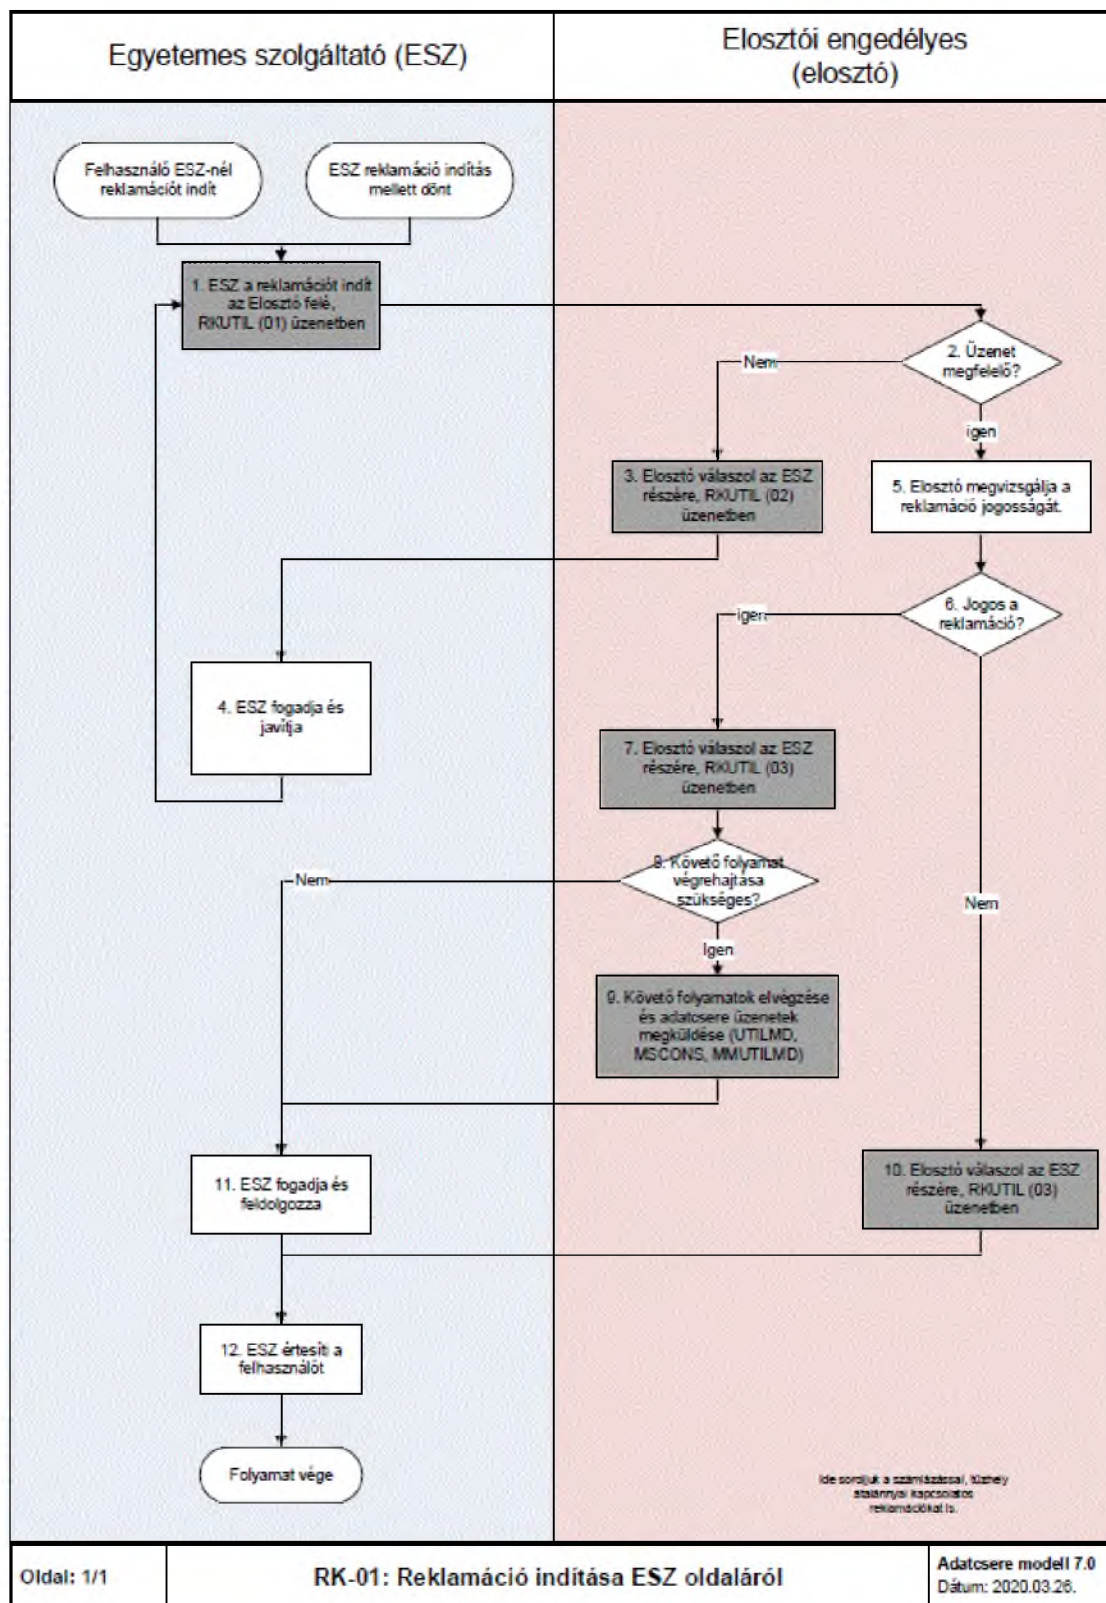 Egyetemes szolgáltató (ESZ)
Elosztói engedélyes
(elosztó)
Felhasználó ESZ-nél
reklamációt indít
ESZ reklamáció indítás
mellett dönt
1. ESZ a reklamációt indít
az Elosztó felé,
RKUTIL (01) üzenetben
2. Üzenet
megfelelő?
Nem
igen
3. Elosztó válaszol az ESZ
részére, RKUTIL (02)
üzenetben
5. Elosztó megvizsgálja a
reklamáció jogosságát.
6. Jogos a
reklamáció?
igen
4. ESZ fogadja és
javítja
7. Elosztó válaszol az ESZ
részére, RKUTIL (03)
üzenetben
8. Követő folyamat
végrehajtása
szükséges?
Nem
Nem
Igen
9. Követő folyamatok elvégzése
és adatcsere üzenetek
megküldése (UTILMD,
MSCONS, MMUTILMD)
11. ESZ fogadja és
feldolgozza
10. Elosztó válaszol az ESZ
részére, RKUTIL (03)
üzenetben
12. ESZ értesíti a
felhasználót
Folyamat vége
Ide soroljuk a számlázással, tűzhely
átalánnyal kapcsolatos
reklamációkat is.
Oldal: 1/1
RK-01: Reklamáció indítása ESZ oldaláról
Adatcsere modell 7.0
Dátum: 2020.03.26.